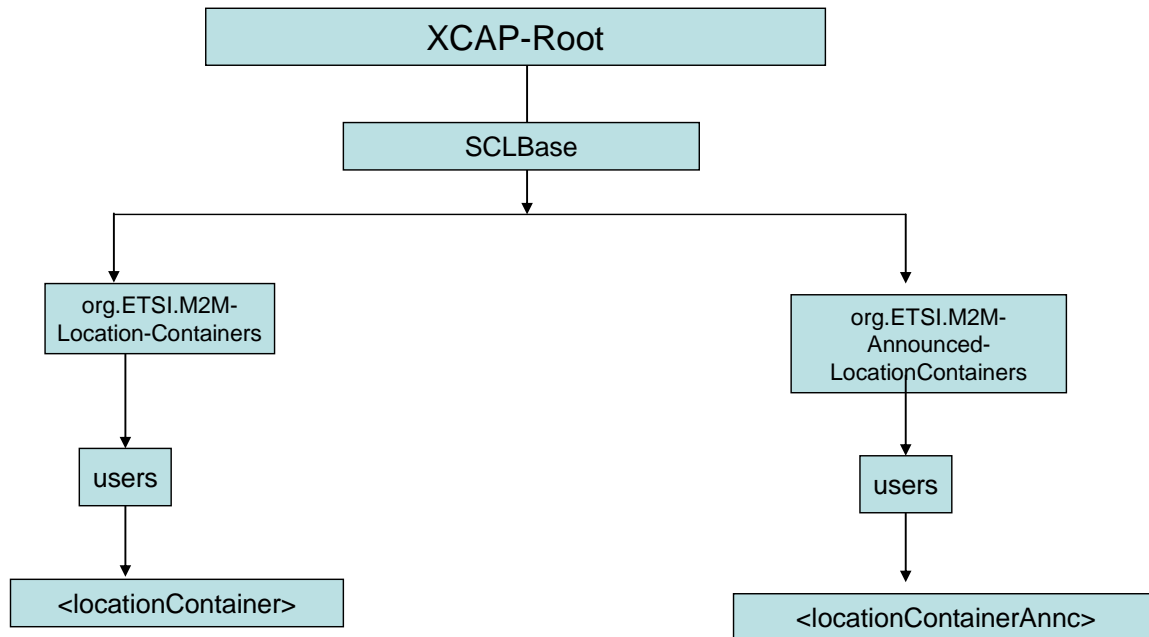 XCAP-Root
SCLBase
org.ETSI.M2M-
Location-Containers
org.ETSI.M2M-
Announced-
LocationContainers
users
users
<locationContainer>
<locationContainerAnnc>